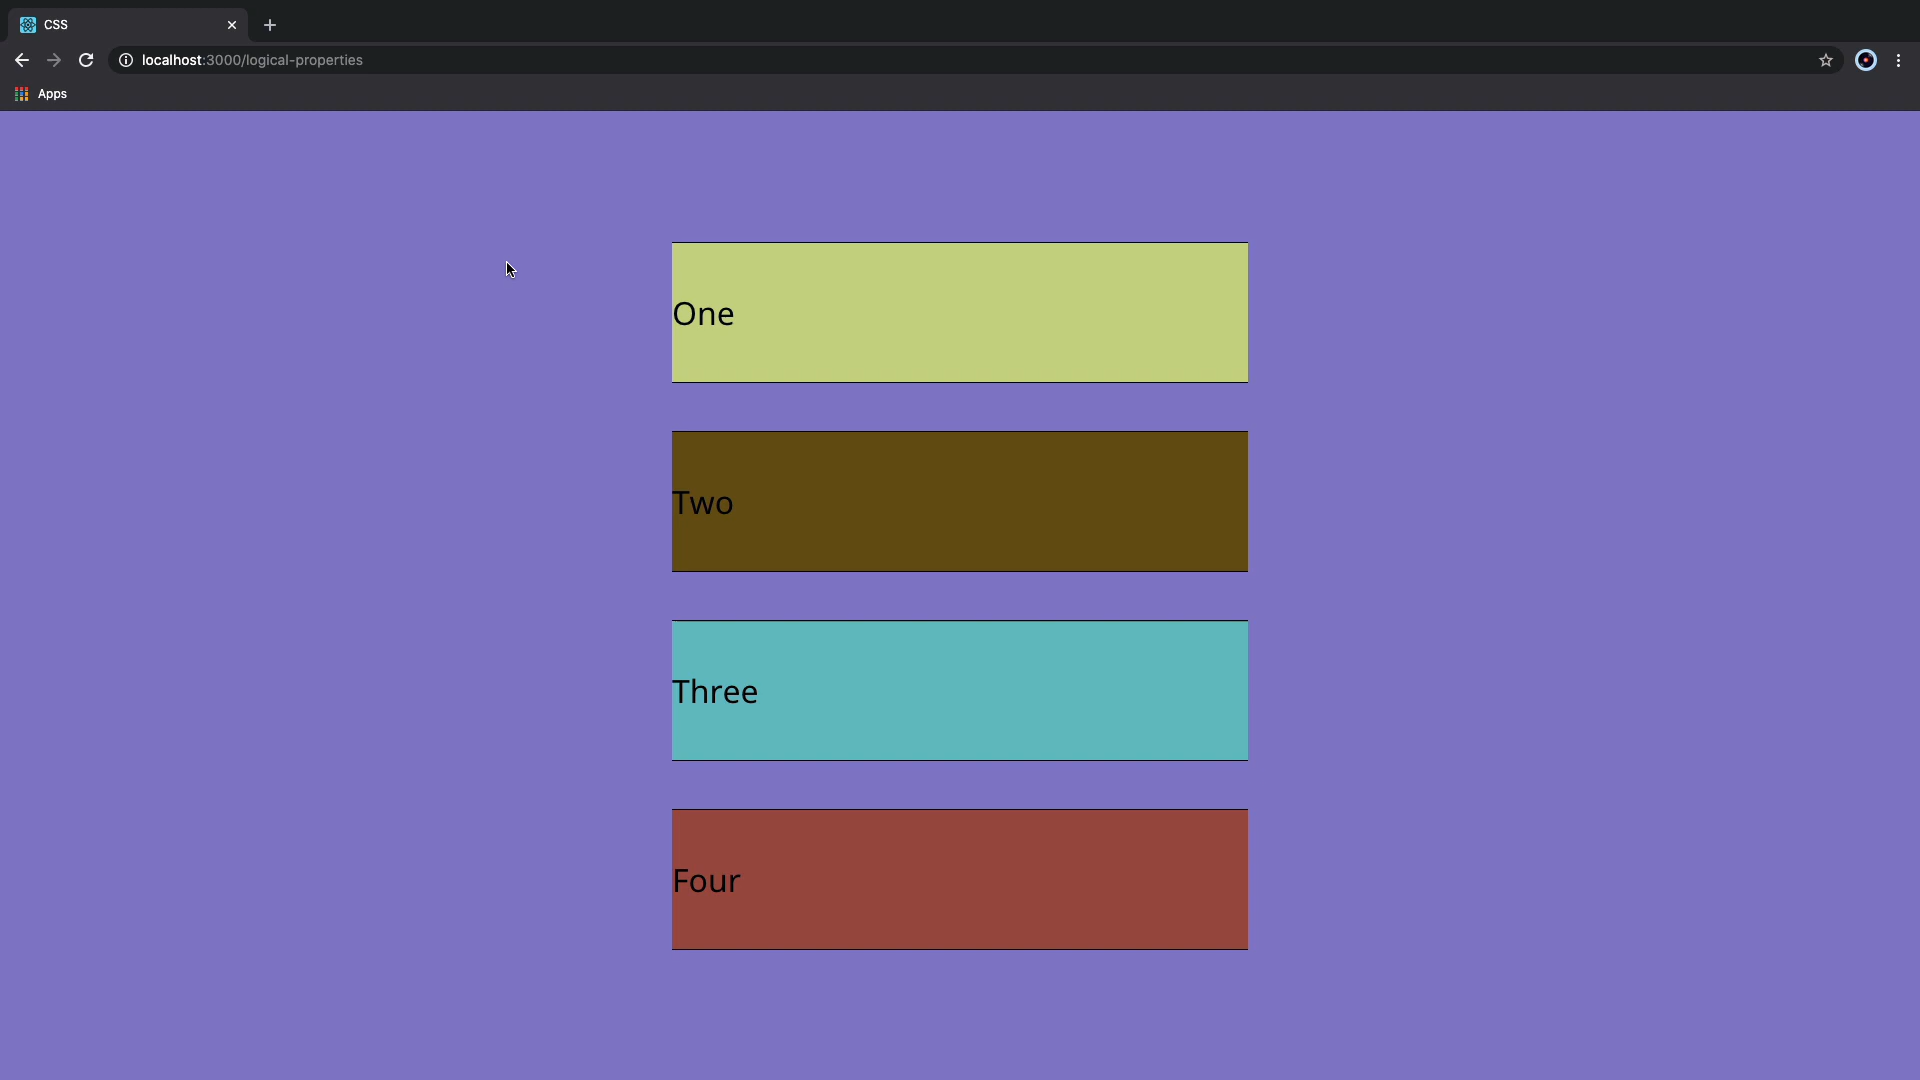 CSS
localhost:3000/logical-properties
Apps
One
Two
Three
Four